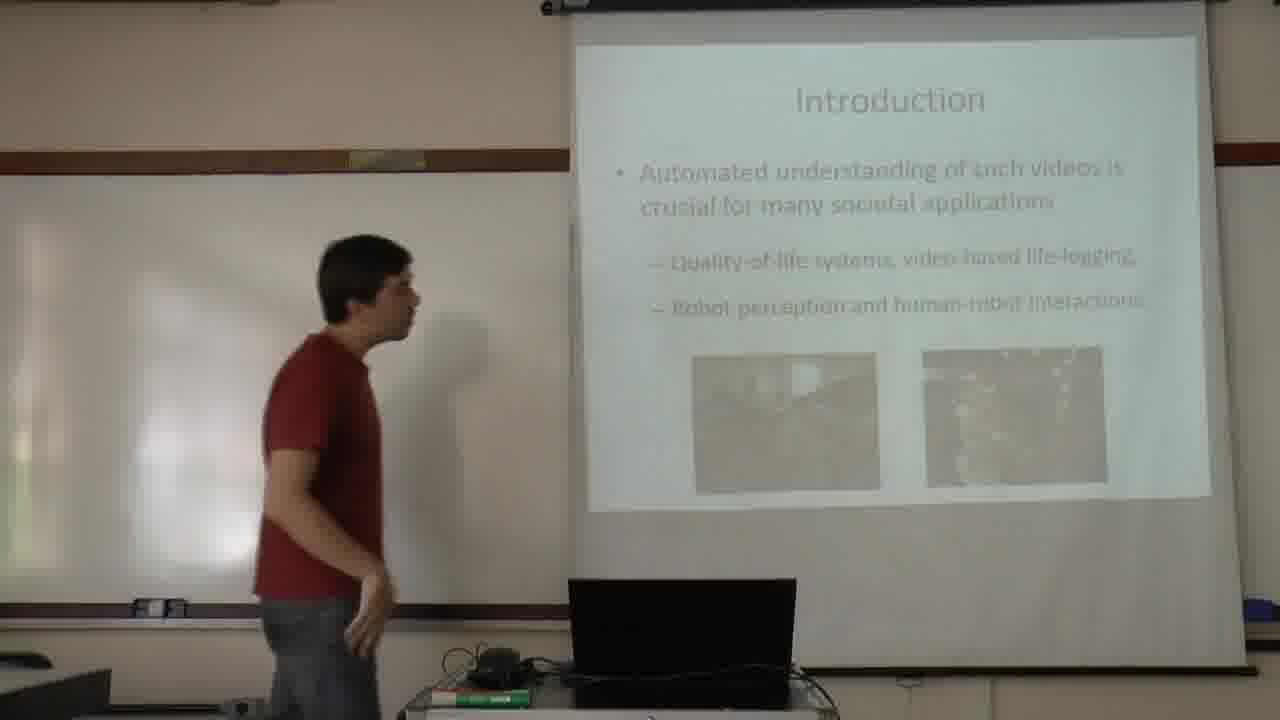 Introduction
• Automated understanding of such videos is
crucial for many societal applications
– Quality-of-life systems, video-based life-logging,
– Robot perception and human-robot interactions